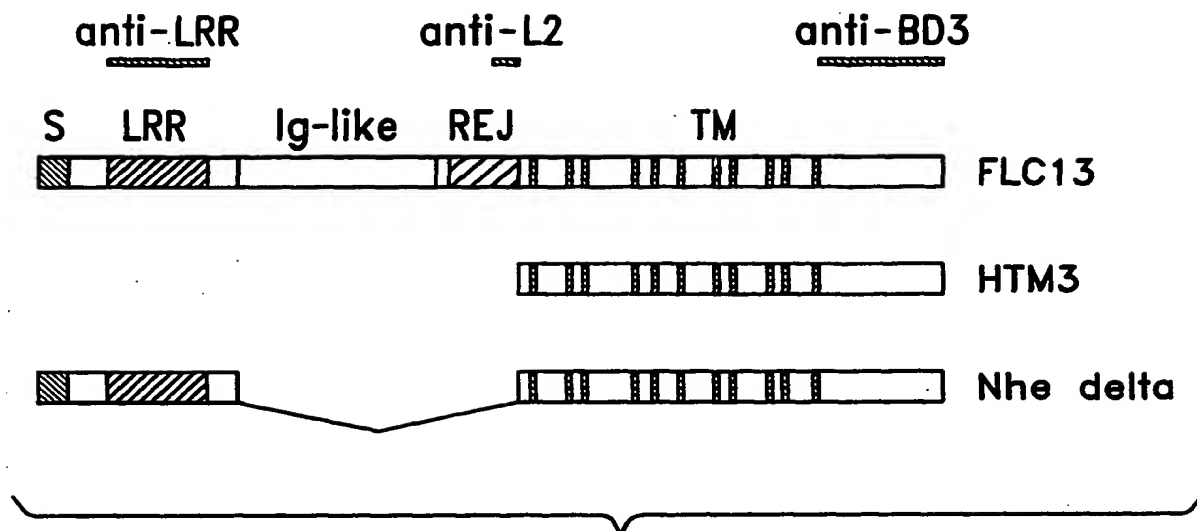 anti-LRR anti-L2 anti-BD3
S LRR Ig-like REJ TM
FLC13
HTM3
Nhe delta